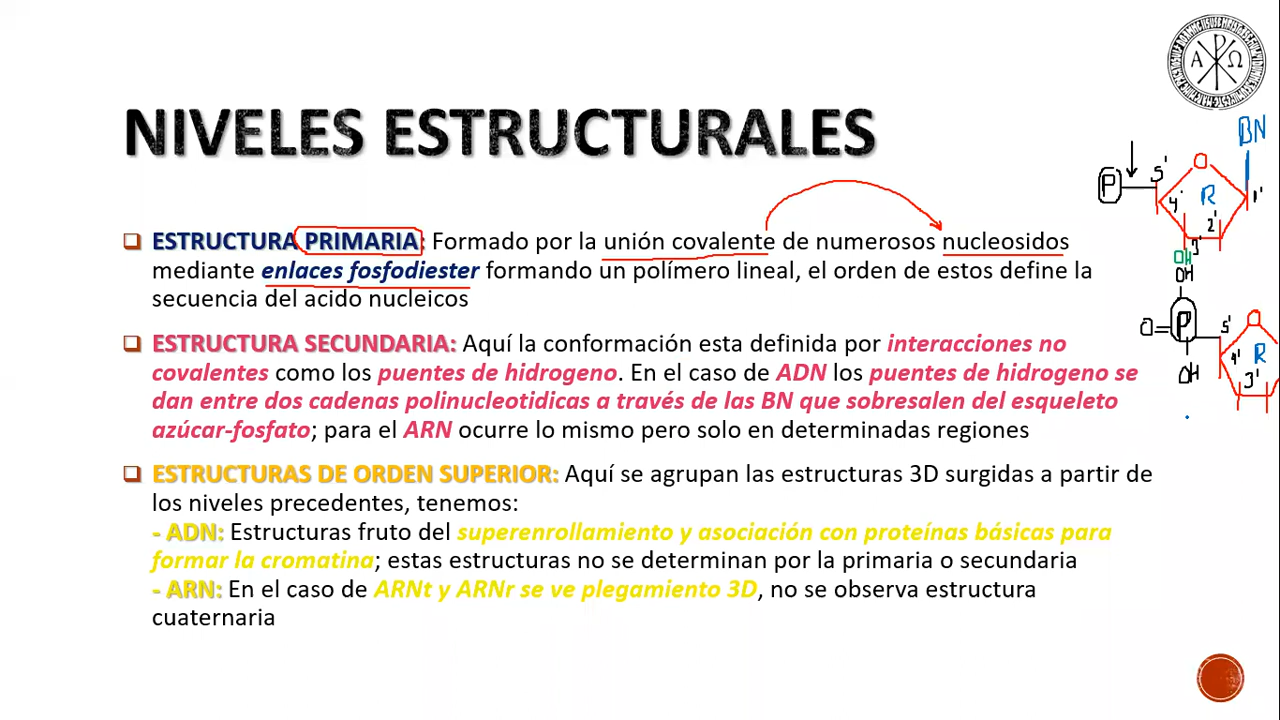 NIVELES ESTRUCTURALES
❑ ESTRUCTURA PRIMARIA: Formado por la unión covalente de numerosos nucleosidos
mediante enlaces fosfodiester formando un polímero lineal, el orden de estos define la
secuencia del acido nucleicos
❑ ESTRUCTURA SECUNDARIA: Aquí la conformación esta definida por interacciones no
covalentes como los puentes de hidrogeno. En el caso de ADN los puentes de hidrogeno se
dan entre dos cadenas polinucleotidicas a través de las BN que sobresalen del esqueleto
azúcar-fosfato; para el ARN ocurre lo mismo pero solo en determinadas regiones
❑ ESTRUCTURAS DE ORDEN SUPERIOR: Aquí se agrupan las estructuras 3D surgidas a partir de
los niveles precedentes, tenemos:
- ADN: Estructuras fruto del superenrollamiento y asociación con proteínas básicas para
formar la cromatina; estas estructuras no se determinan por la primaria o secundaria
- ARN: En el caso de ARNt y ARNr se ve plegamiento 3D, no se observa estructura
cuaternaria
Α Ω
BN
P 5' O
4' R 1'
3' 2'
OH
OH
O=P 5' O
4' R
OH 3'